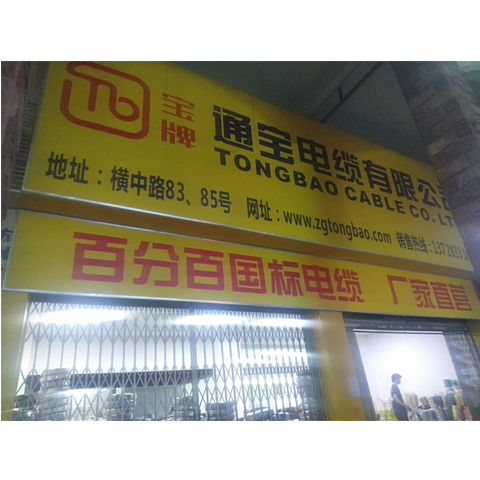 宝牌
通宝电缆有限公司
TONGBAO CABLE CO.LT
地址：横中路83、85号 网址：www.zgtongbao.com 销售热线：13728933
百分百国标电缆 厂家直营